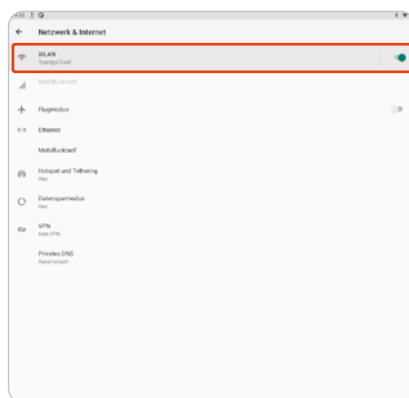 Netzwerk & Internet
WLAN
Mobilfunknetz
Flugmodus
Ethernet
Mobilfunktarif
Hotspot und Tethering
Aus
Datensparmodus
Aus
VPN
Kein VPN
Privates DNS
Automatisch